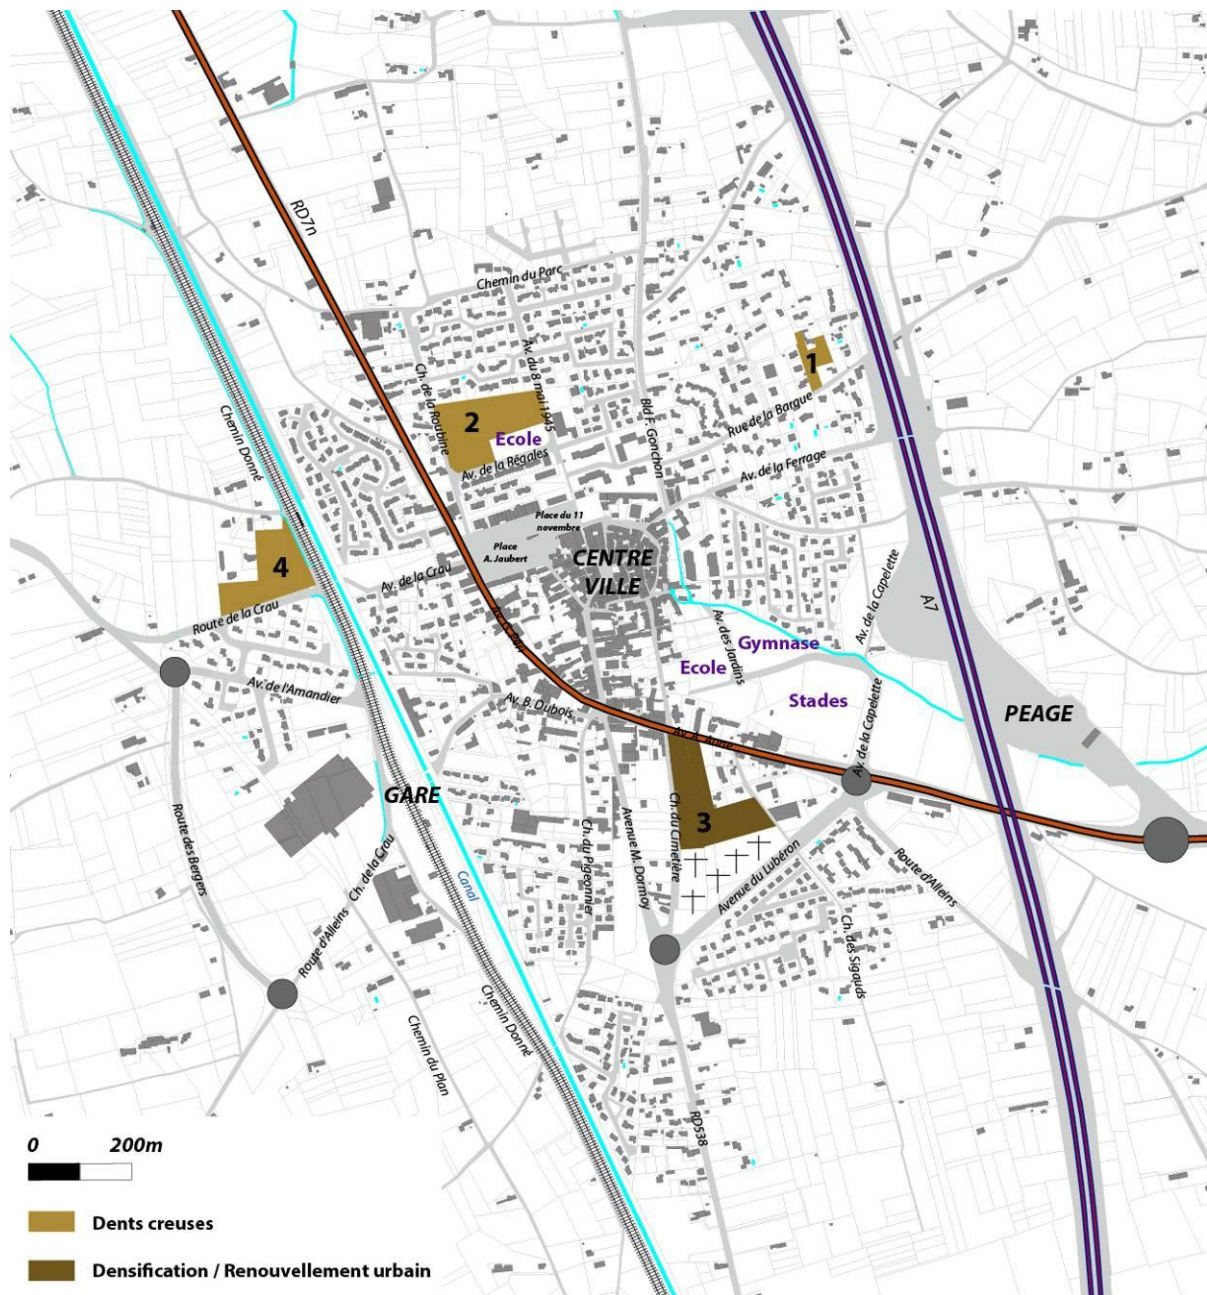 RD7n
Chemin du Parc
Ch. de la Roubine
Av. du 8 mai 1945
1
2
Ecole
Bld F. Gonchon
Rue de la Bargue
Av. de la Régales
Av. de la Ferrage
Chemin Donné
Place du 11
novembre
Place
A. Jaubert
CENTRE
VILLE
4
Av. de la Crau
Route de la Crau
A7
Av. de la Capelette
Av. des Jardins
Gymnase
Ecole
Stades
Av. de l'Amandier
Av. B. Dubois
PEAGE
Av. de la Capelette
GARE
3
Ch. du Cimetière
Avenue M. Dormoy
Ch. du Pigeonnier
Route des Bergers
Ch. de la Crau
Route d'Alleins
Canal
Avenue du Lubéron
Route d'Alleins
Ch. des Sigauds
Chemin Donné
Chemin du Plan
RD538
0 200m
Dents creuses
Densification / Renouvellement urbain